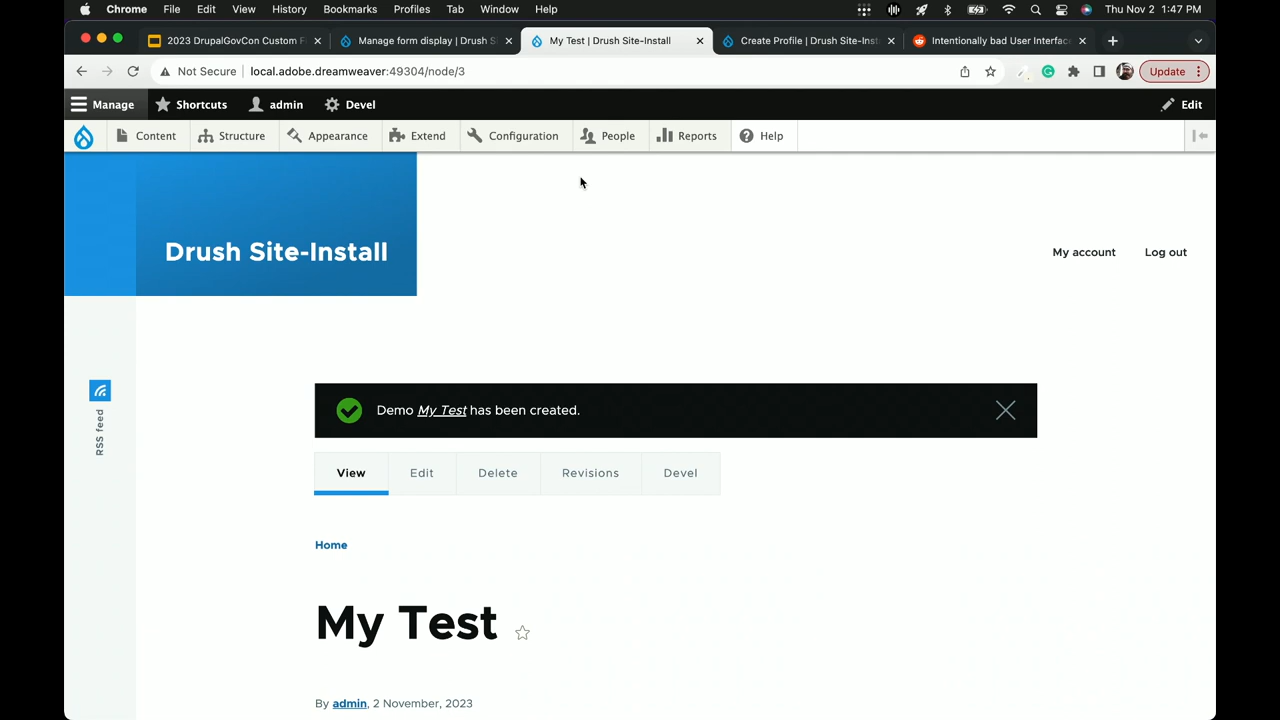 Chrome File Edit View History Bookmarks Profiles Tab Window Help Thu Nov 2 1:47 PM
2023 DrupalGovCon Custom F Manage form display | Drush S My Test | Drush Site-Install Create Profile | Drush Site-Inst Intentionally bad User Interface
Not Secure local.adobe.dreamweaver:49304/node/3 Update
Manage Shortcuts admin Devel Edit
Content Structure Appearance Extend Configuration People Reports Help
Drush Site-Install
My account Log out
RSS feed
Demo My Test has been created.
View Edit Delete Revisions Devel
Home
My Test
By admin, 2 November, 2023